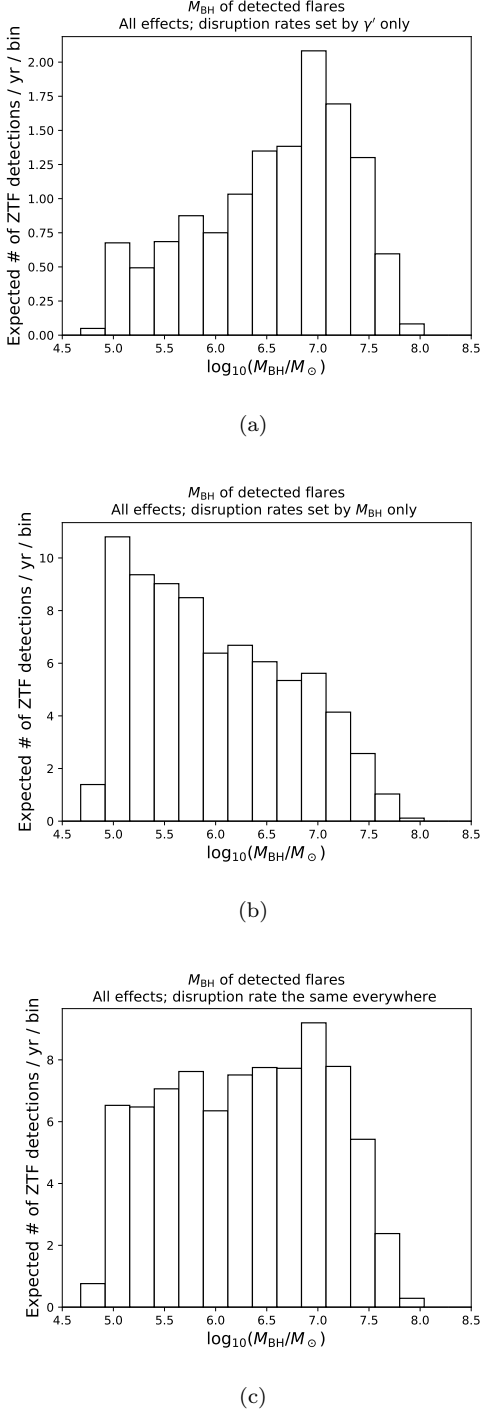 M_BH of detected flares
All effects; disruption rates set by γ′ only
Expected # of ZTF detections / yr / bin
2.00
1.75
1.50
1.25
1.00
0.75
0.50
0.25
0.00
4.5 5.0 5.5 6.0 6.5 7.0 7.5 8.0 8.5
log₁₀(M_BH/M_⊙)
(a)
M_BH of detected flares
All effects; disruption rates set by M_BH only
Expected # of ZTF detections / yr / bin
10
8
6
4
2
0
4.5 5.0 5.5 6.0 6.5 7.0 7.5 8.0 8.5
log₁₀(M_BH/M_⊙)
(b)
M_BH of detected flares
All effects; disruption rate the same everywhere
Expected # of ZTF detections / yr / bin
8
6
4
2
0
4.5 5.0 5.5 6.0 6.5 7.0 7.5 8.0 8.5
log₁₀(M_BH/M_⊙)
(c)